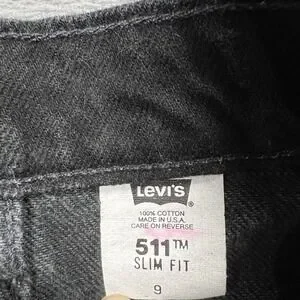 Levi's®
100% COTTON
MADE IN U.S.A.
CARE ON REVERSE
511™
SLIM FIT
9